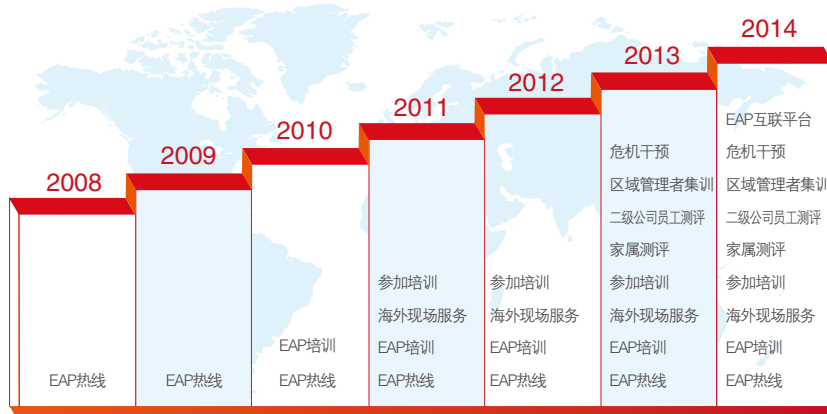 2008
EAP热线
2009
EAP热线
2010
EAP培训
EAP热线
2011
参加培训
海外现场服务
EAP培训
EAP热线
2012
参加培训
海外现场服务
EAP培训
EAP热线
2013
危机干预
区域管理者集训
二级公司员工测评
家属测评
参加培训
海外现场服务
EAP培训
EAP热线
2014
EAP互联平台
危机干预
区域管理者集训
二级公司员工测评
家属测评
参加培训
海外现场服务
EAP培训
EAP热线